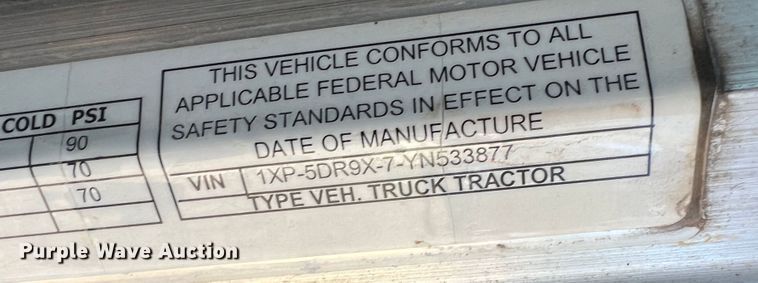 COLD PSI
90
70
70
THIS VEHICLE CONFORMS TO ALL
APPLICABLE FEDERAL MOTOR VEHICLE
SAFETY STANDARDS IN EFFECT ON THE
DATE OF MANUFACTURE
VIN 1XP-5DR9X-7-YN533877
TYPE VEH. TRUCK TRACTOR
Purple Wave Auction